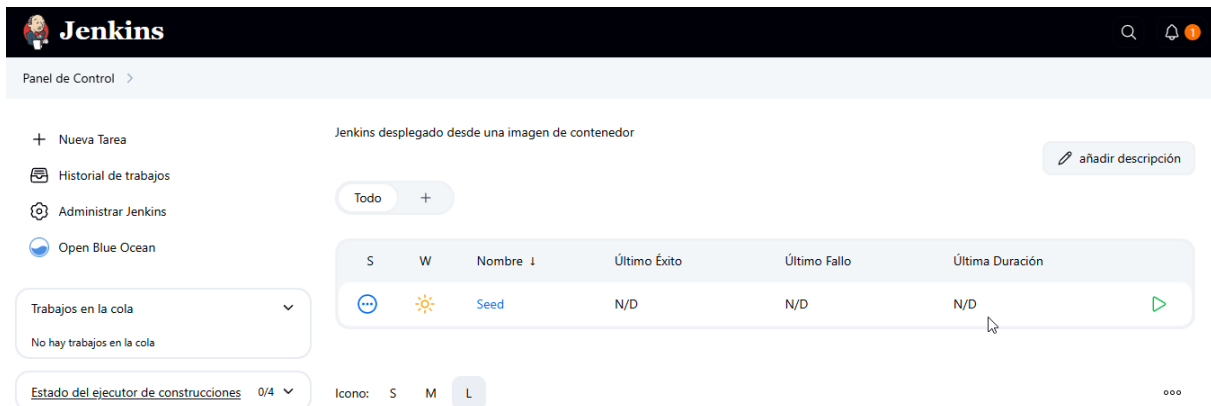 Jenkins
1
Panel de Control
Nueva Tarea
Historial de trabajos
Administrar Jenkins
Open Blue Ocean
Trabajos en la cola
No hay trabajos en la cola
Estado del ejecutor de construcciones 0/4
Jenkins desplegado desde una imagen de contenedor
añadir descripción
Todo +
S W Nombre ↓ Último Éxito Último Fallo Última Duración
Seed N/D N/D N/D
Icono: S M L